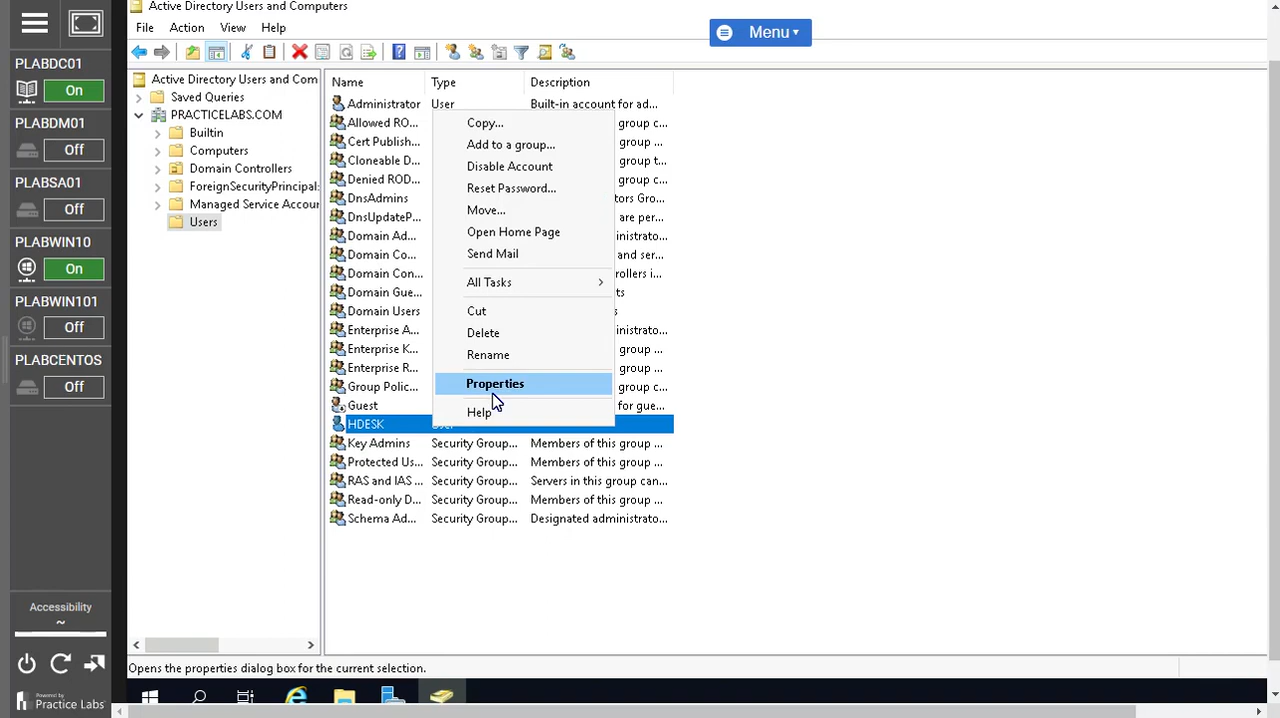 Active Directory Users and Computers
File Action View Help
Menu
PLABDC01
On
PLABDM01
Off
PLABSA01
Off
PLABWIN10
On
PLABWIN101
Off
PLABCENTOS
Off
Accessibility
~
Powered by
Practice Labs
Active Directory Users and Com
Saved Queries
PRACTICELABS.COM
Builtin
Computers
Domain Controllers
ForeignSecurityPrincipal:
Managed Service Accour
Users
Name Type Description
Administrator User Built-in account for ad...
Allowed RO... group c...
Cert Publish... group ...
Cloneable D... group t...
Denied ROD... group c...
DnsAdmins tors Gro...
DnsUpdateP... are per...
Domain Ad... inistrato...
Domain Co... and ser...
Domain Con... rollers i...
Domain Gue... ts
Domain Users s
Enterprise A... inistrato...
Enterprise K... group ...
Enterprise R... group ...
Group Polic... group c...
Guest for gue...
HDESK User
Key Admins Security Group... Members of this group ...
Protected Us... Security Group... Members of this group ...
RAS and IAS ... Security Group... Servers in this group can...
Read-only D... Security Group... Members of this group ...
Schema Ad... Security Group... Designated administrato...
Copy...
Add to a group...
Disable Account
Reset Password...
Move...
Open Home Page
Send Mail
All Tasks
Cut
Delete
Rename
Properties
Help
Opens the properties dialog box for the current selection.